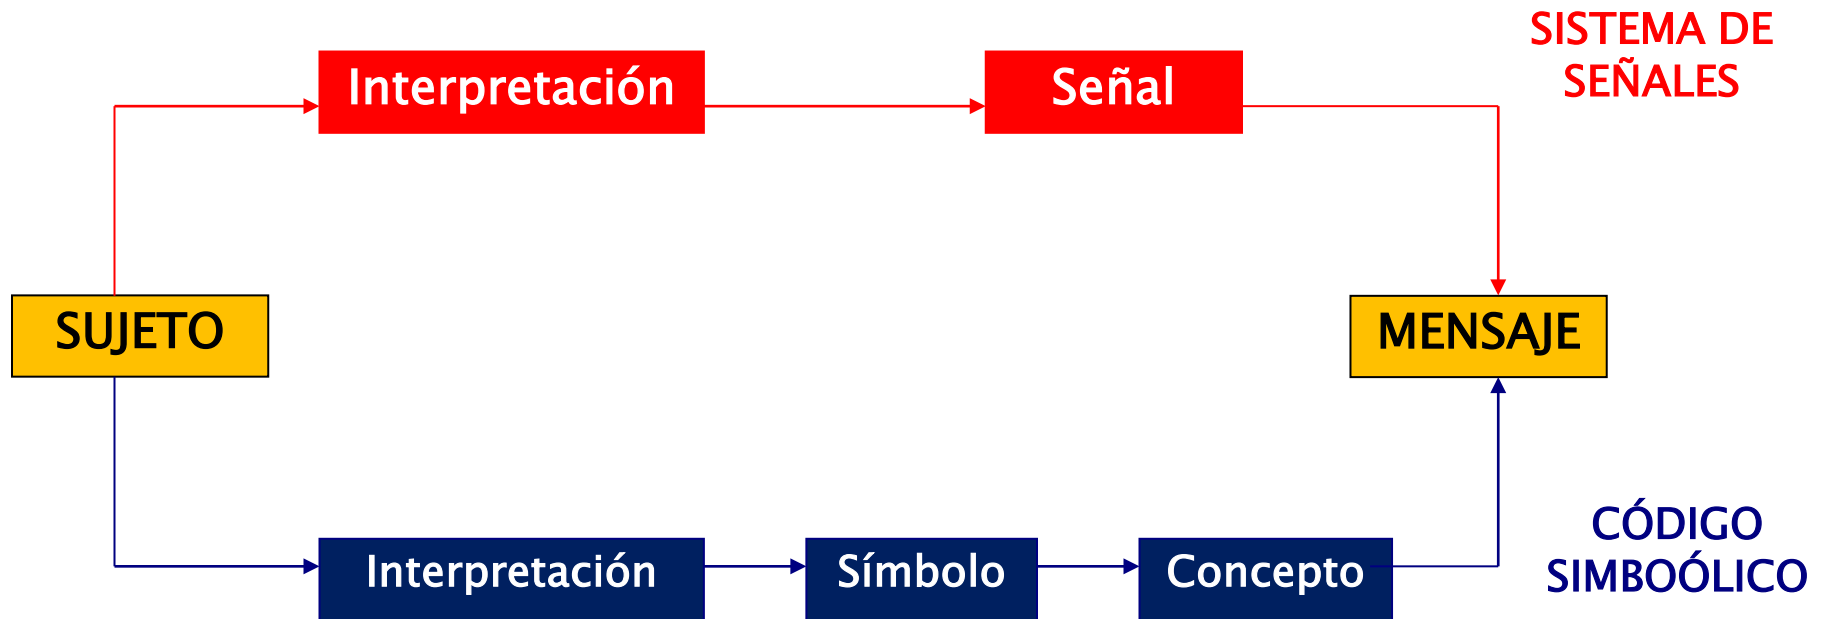 SISTEMA DE
SEÑALES
Interpretación
Señal
SUJETO
MENSAJE
CÓDIGO
SIMBOÓLICO
Interpretación
Símbolo
Concepto